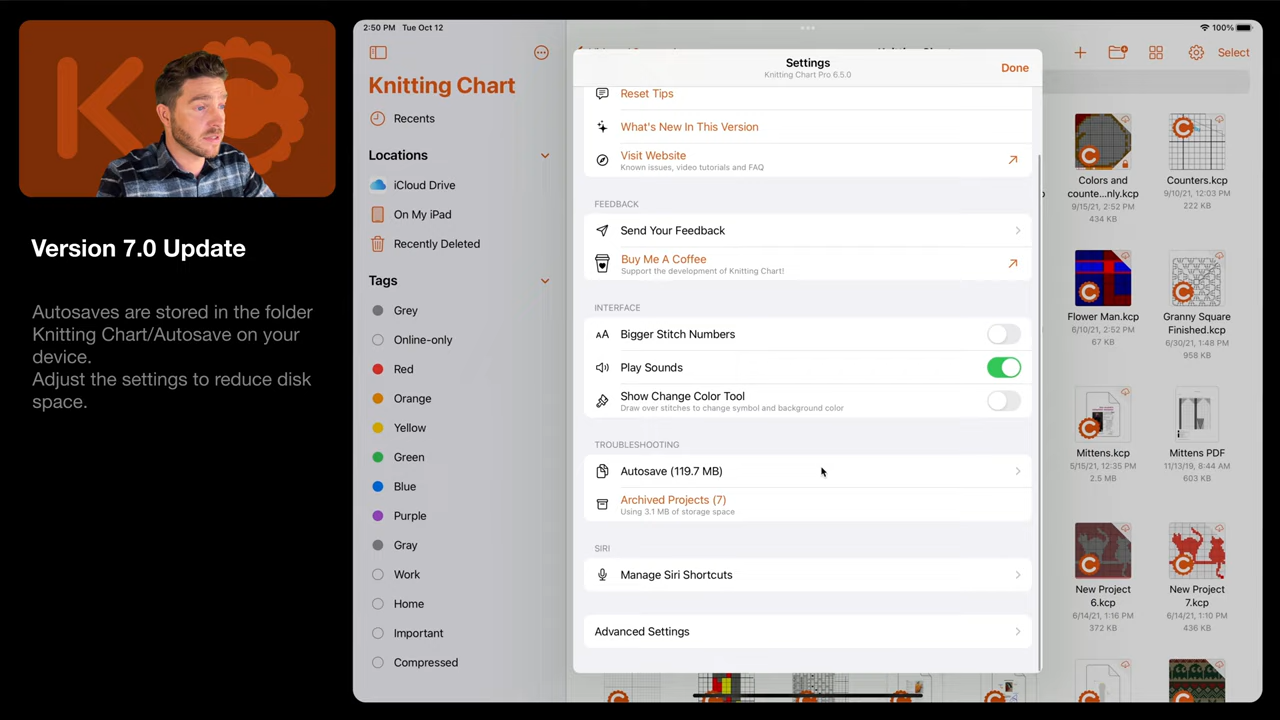 KC
Version 7.0 Update
Autosaves are stored in the folder
Knitting Chart/Autosave on your
device.
Adjust the settings to reduce disk
space.
2:50 PM Tue Oct 12
100%
Knitting Chart
Recents
Locations
iCloud Drive
On My iPad
Recently Deleted
Tags
Grey
Online-only
Red
Orange
Yellow
Green
Blue
Purple
Gray
Work
Home
Important
Compressed
Select
Settings
Knitting Chart Pro 6.5.0
Done
Reset Tips
What's New In This Version
Visit Website
Known issues, video tutorials and FAQ
FEEDBACK
Send Your Feedback
Buy Me A Coffee
Support the development of Knitting Chart!
INTERFACE
AA Bigger Stitch Numbers
Play Sounds
Show Change Color Tool
Draw over stitches to change symbol and background color
TROUBLESHOOTING
Autosave (119.7 MB)
Archived Projects (7)
Using 3.1 MB of storage space
SIRI
Manage Siri Shortcuts
Advanced Settings
Colors and
counte...nly.kcp
9/15/21, 2:52 PM
434 KB
Counters.kcp
9/10/21, 12:03 PM
222 KB
Flower Man.kcp
6/10/21, 2:52 PM
67 KB
Granny Square
Finished.kcp
6/30/21, 1:48 PM
958 KB
Mittens.kcp
5/15/21, 12:35 PM
2.5 MB
Mittens PDF
11/13/19, 8:44 AM
603 KB
New Project
6.kcp
6/14/21, 1:16 PM
372 KB
New Project
7.kcp
6/14/21, 1:10 PM
436 KB